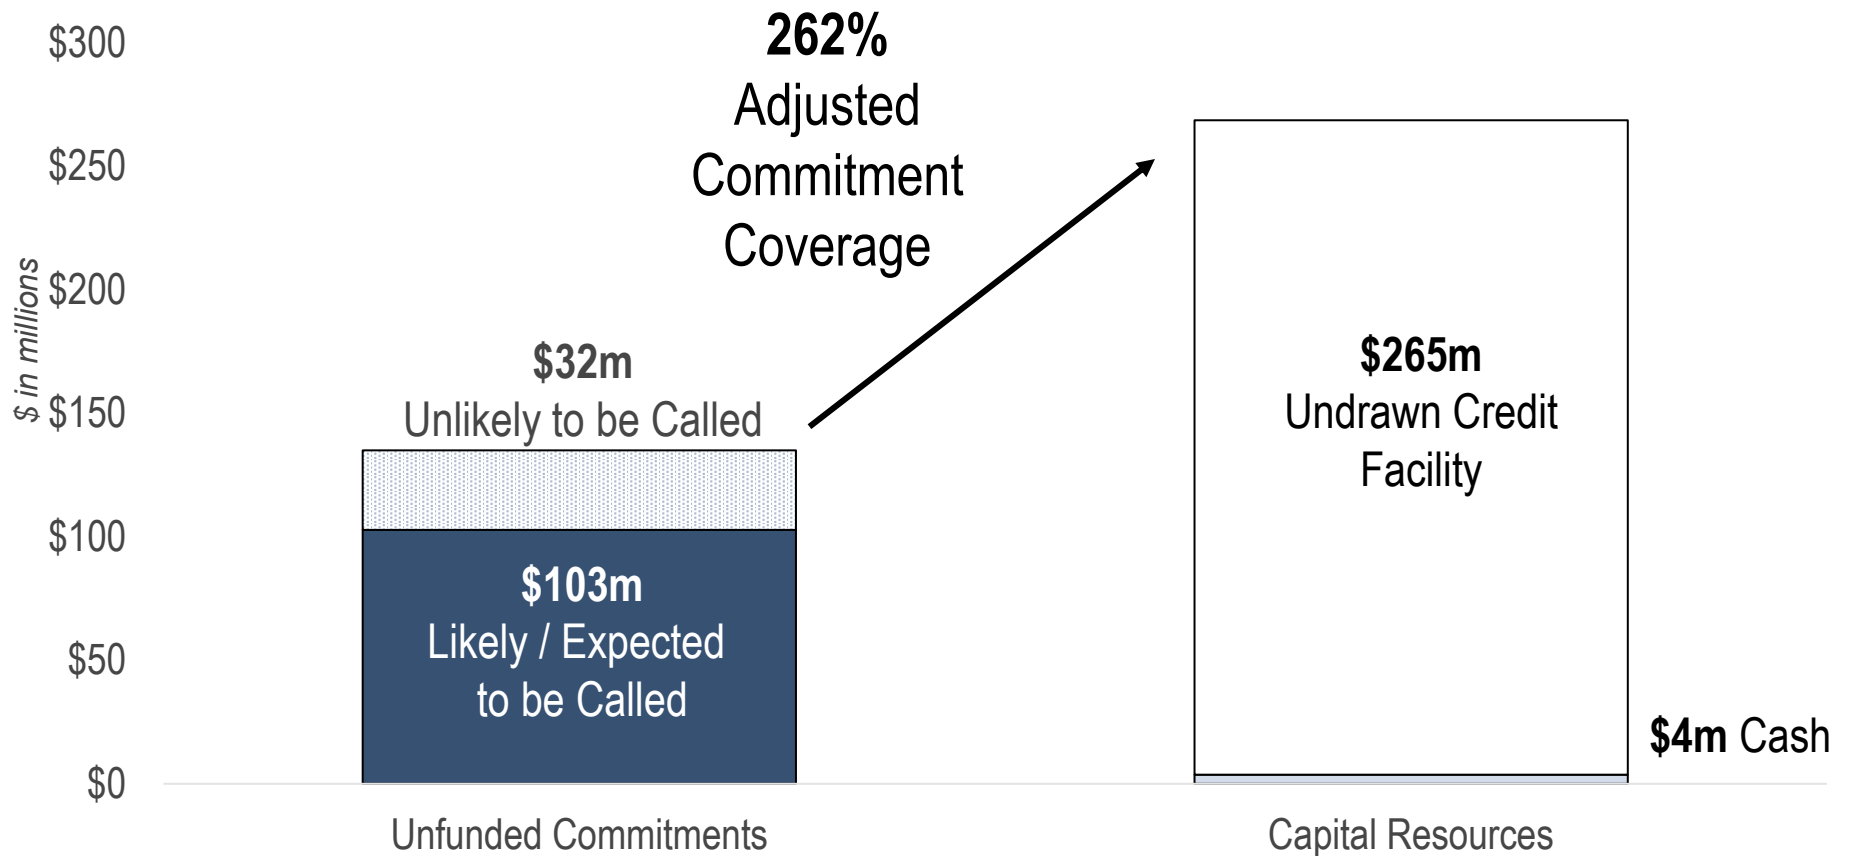 $300
$250
$200
$150
$100
$50
$0
$ in millions
262%
Adjusted
Commitment
Coverage
$32m
Unlikely to be Called
$103m
Likely / Expected
to be Called
$265m
Undrawn Credit
Facility
$4m Cash
Unfunded Commitments
Capital Resources